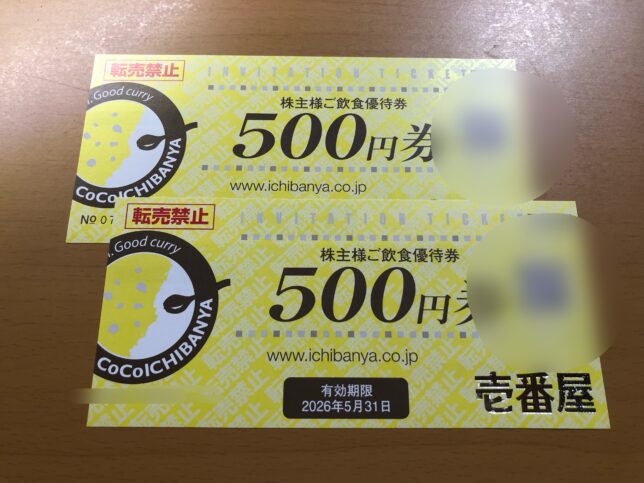 転売禁止
INVITATION TICKET
Good curry
CoCoICHIBANYA
株主様ご飲食優待券
500円券
www.ichibanya.co.jp
No 07
転売禁止
INVITATION TICKET
Good curry
CoCoICHIBANYA
株主様ご飲食優待券
500円
www.ichibanya.co.jp
有効期限
2026年5月31日
壱番屋